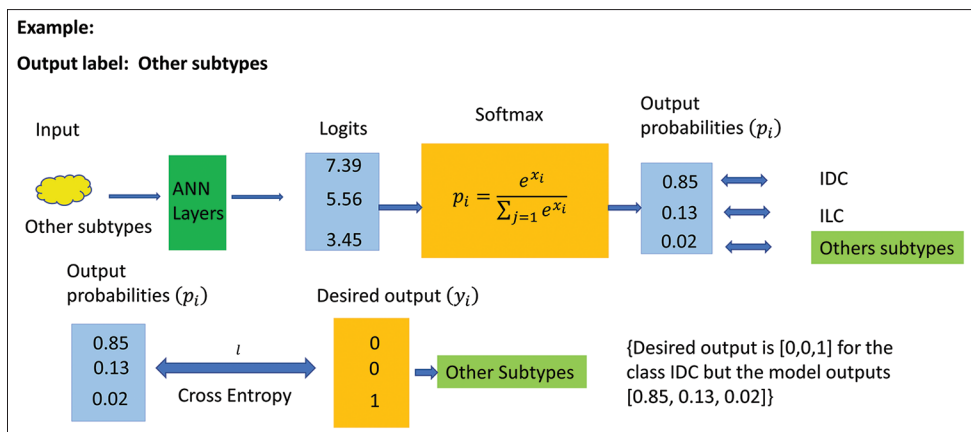 Example:
Output label: Other subtypes
Input
Other subtypes
ANN
Layers
Logits
7.39
5.56
3.45
Softmax
p_i = e^{x_i} / ∑_{j=1} e^{x_i}
Output
probabilities (p_i)
0.85
0.13
0.02
IDC
ILC
Others subtypes
Output
probabilities (p_i)
0.85
0.13
0.02
l
Cross Entropy
Desired output (y_i)
0
0
1
Other Subtypes
{Desired output is [0,0,1] for the
class IDC but the model outputs
[0.85, 0.13, 0.02]}